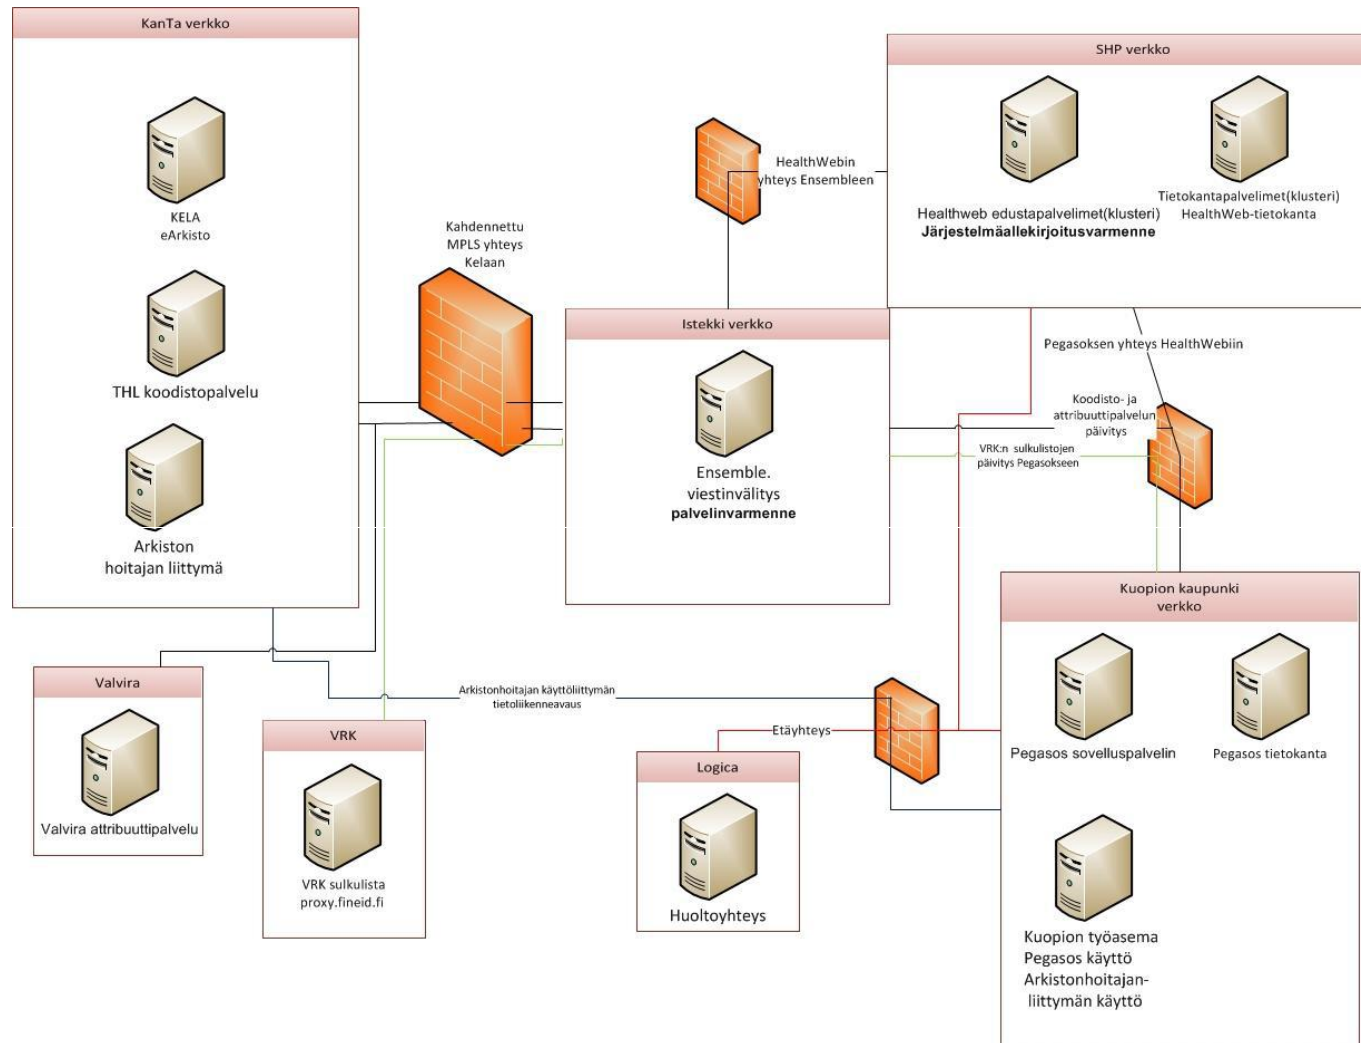 KanTa verkko
KELA
eArkisto
THL koodistopalvelu
Arkiston
hoitajan liittymä
Kahdennettu
MPLS yhteys
Kelaan
HealthWebin
yhteys Ensembleen
SHP verkko
Healthweb edustapalvelimet(klusteri)
Järjestelmäallekirjoitusvarmenne
Tietokantapalvelimet(klusteri)
HealthWeb-tietokanta
Istekki verkko
Ensemble.
viestinvälitys
palvelinvarmenne
Pegasoksen yhteys HealthWebiin
Koodisto- ja
attribuuttipalvelun
päivitys
VRK:n sulkulistojen
päivitys Pegasokseen
Kuopion kaupunki
verkko
Pegasos sovelluspalvelin
Pegasos tietokanta
Kuopion työasema
Pegasos käyttö
Arkistonhoitajan-
liittymän käyttö
Valvira
Valvira attribuuttipalvelu
VRK
VRK sulkulista
proxy.fineid.fi
Arkistonhoitajan käyttöliittymän
tietoliikenneavaus
Etäyhteys
Logica
Huoltoyhteys